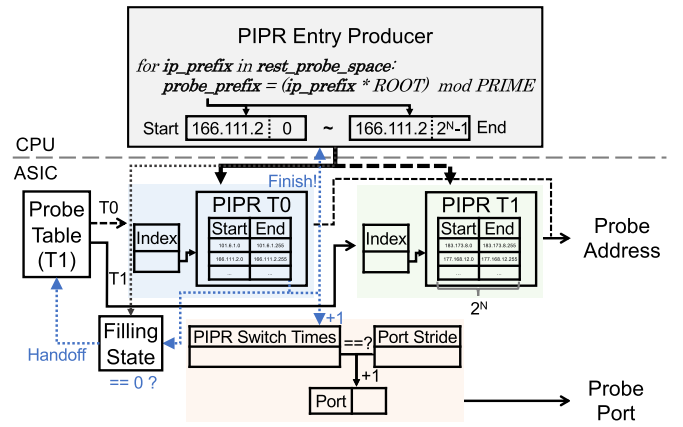 PIPR Entry Producer
for ip_prefix in rest_probe_space:
probe_prefix = (ip_prefix * ROOT) mod PRIME
Start 166.111.2 0 ~ 166.111.2 2ᴺ-1 End
CPU
ASIC
Finish!
Probe
Table
(T1)
T0
T1
Index
PIPR T0
Start End
101.6.1.0 101.6.1.255
166.111.2.0 166.111.2.255
... ...
Index
PIPR T1
Start End
183.173.8.0 183.173.8.255
177.168.12.0 177.168.12.255
... ...
2ᴺ
Probe
Address
Filling
State
Handoff
== 0 ?
+1
PIPR Switch Times
==?
Port Stride
+1
Port
Probe
Port